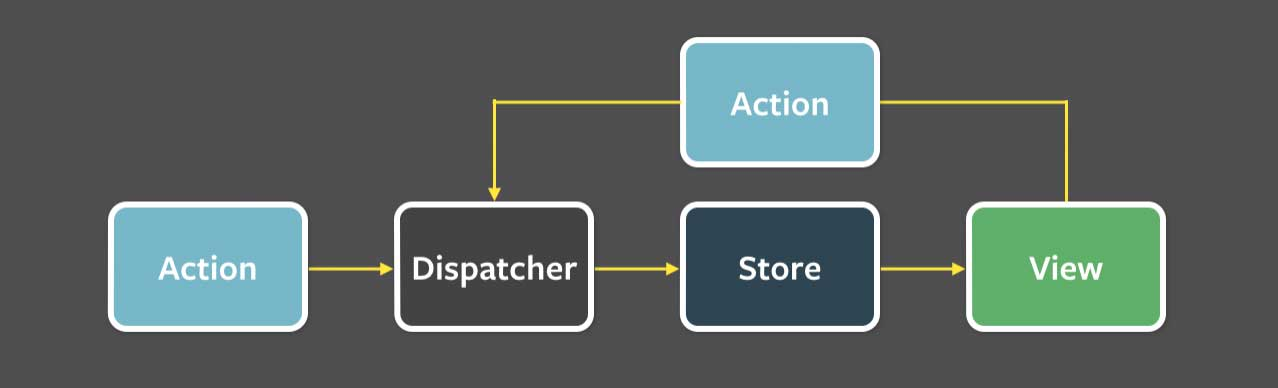 Action
Action
Dispatcher
Store
View